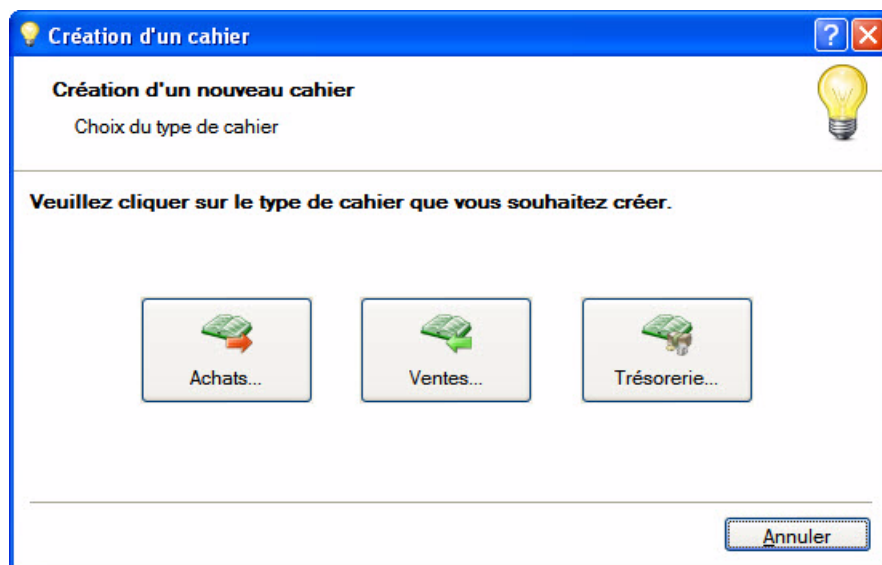 Création d'un cahier
Création d'un nouveau cahier
Choix du type de cahier
Veuillez cliquer sur le type de cahier que vous souhaitez créer.
Achats... Ventes... Trésorerie...
Annuler